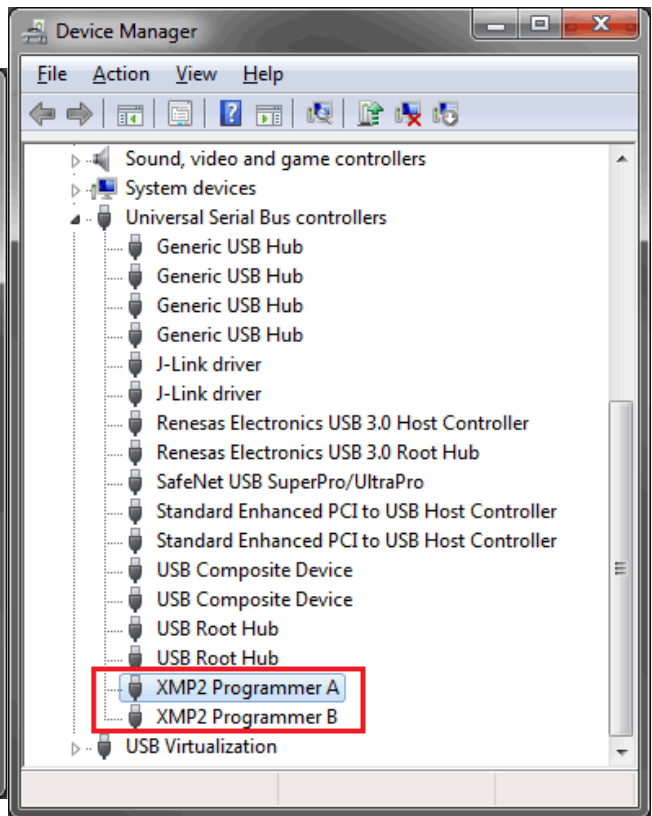 Device Manager
File Action View Help
Sound, video and game controllers
System devices
Universal Serial Bus controllers
Generic USB Hub
Generic USB Hub
Generic USB Hub
Generic USB Hub
J-Link driver
J-Link driver
Renesas Electronics USB 3.0 Host Controller
Renesas Electronics USB 3.0 Root Hub
SafeNet USB SuperPro/UltraPro
Standard Enhanced PCI to USB Host Controller
Standard Enhanced PCI to USB Host Controller
USB Composite Device
USB Composite Device
USB Root Hub
USB Root Hub
XMP2 Programmer A
XMP2 Programmer B
USB Virtualization